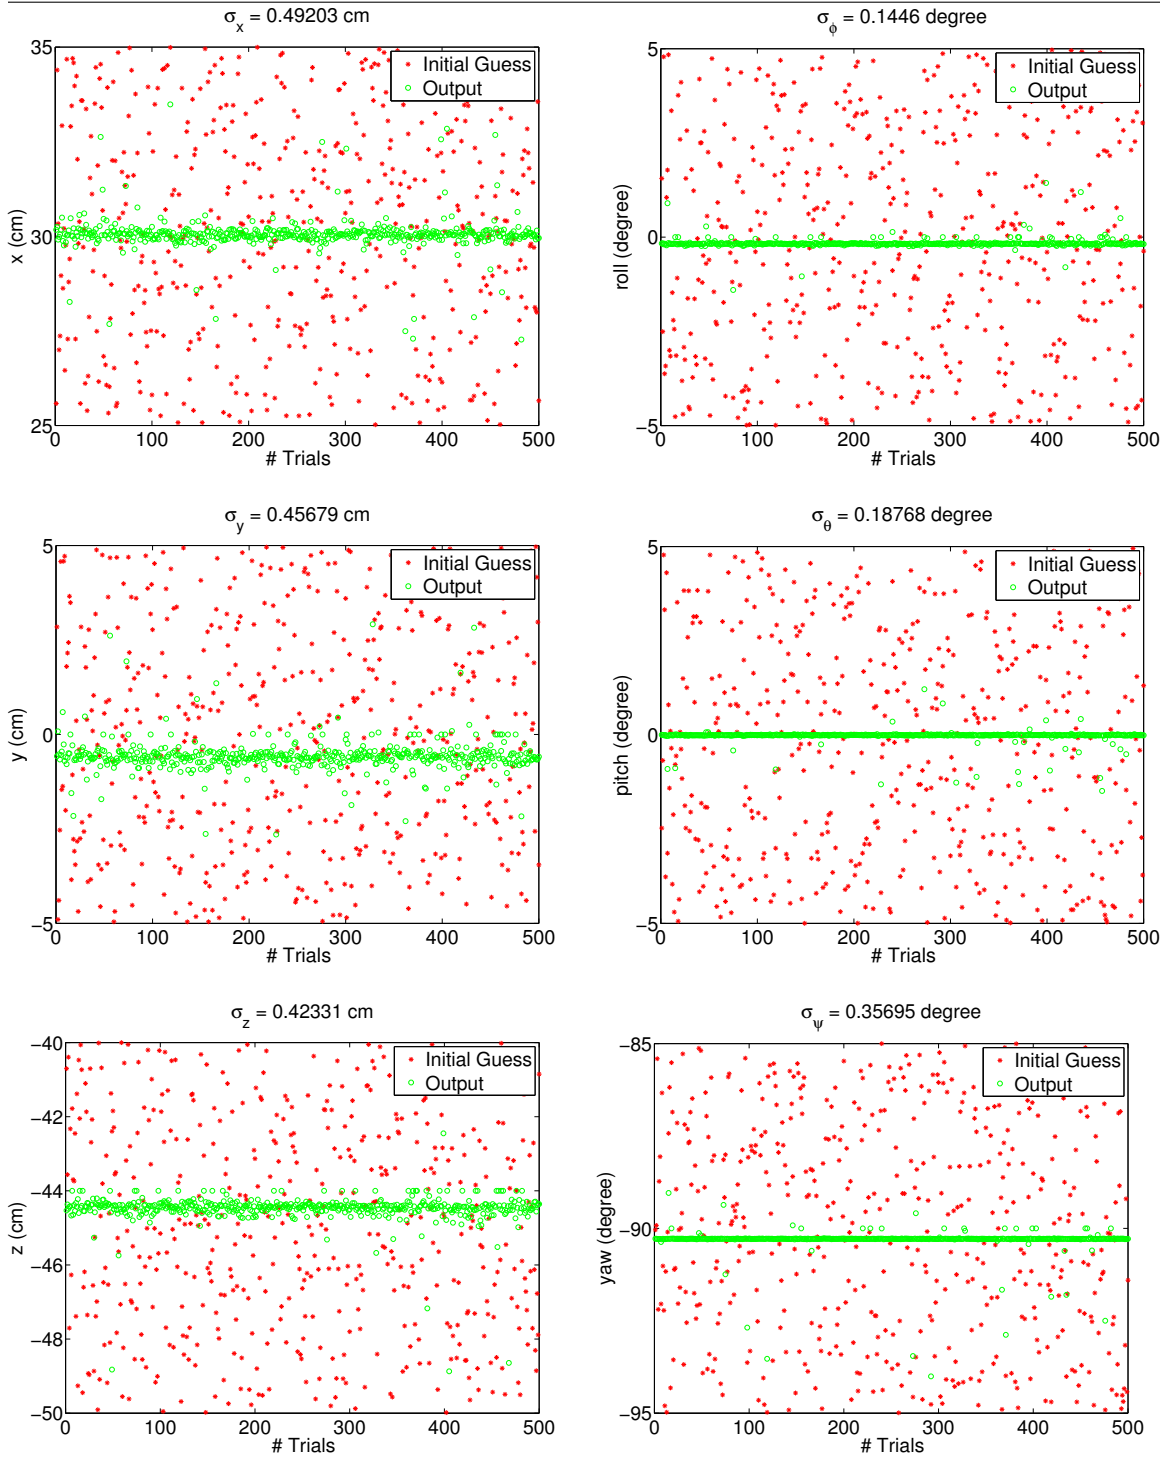 σx = 0.49203 cm
35
30
25
x (cm)
0 100 200 300 400 500
# Trials
Initial Guess
Output
σϕ = 0.1446 degree
5
0
−5
roll (degree)
0 100 200 300 400 500
# Trials
Initial Guess
Output
σy = 0.45679 cm
5
0
−5
y (cm)
0 100 200 300 400 500
# Trials
Initial Guess
Output
σθ = 0.18768 degree
5
0
−5
pitch (degree)
0 100 200 300 400 500
# Trials
Initial Guess
Output
σz = 0.42331 cm
−40
−42
−44
−46
−48
−50
z (cm)
0 100 200 300 400 500
# Trials
Initial Guess
Output
σψ = 0.35695 degree
−85
−90
−95
yaw (degree)
0 100 200 300 400 500
# Trials
Initial Guess
Output